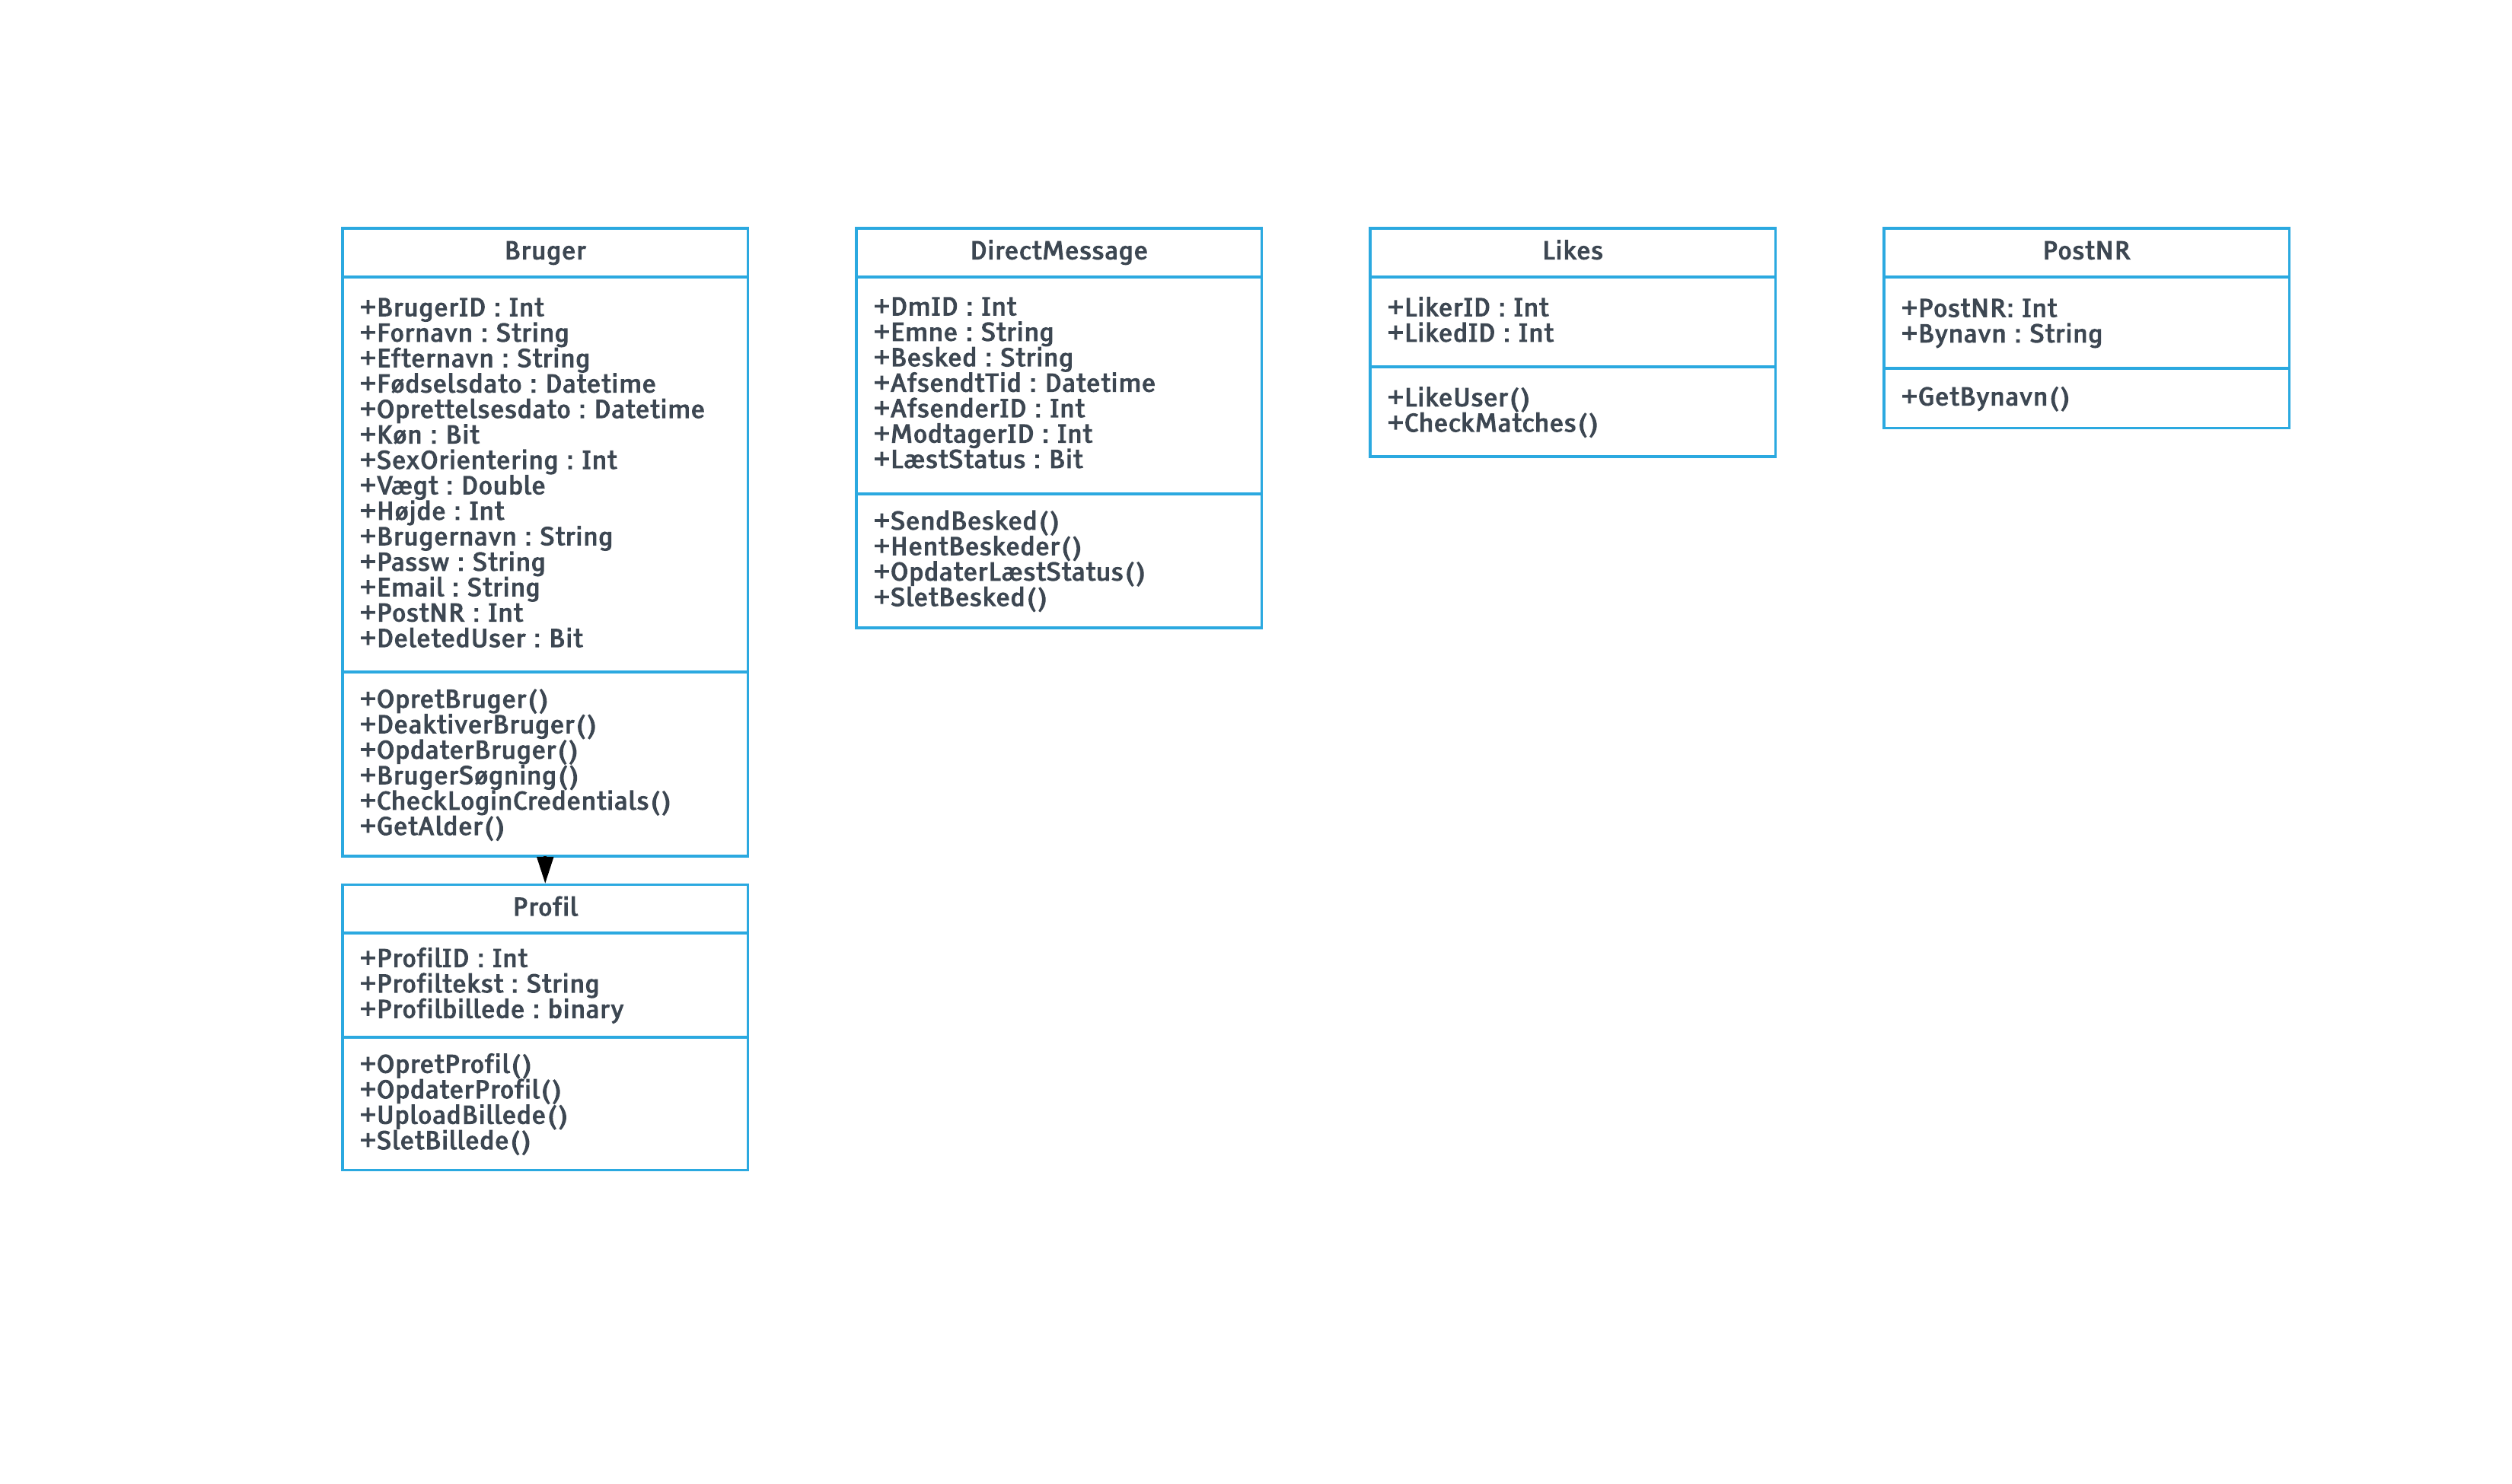 Bruger
+BrugerID : Int
+Fornavn : String
+Efternavn : String
+Fødselsdato : Datetime
+Oprettelsesdato : Datetime
+Køn : Bit
+SexOrientering : Int
+Vægt : Double
+Højde : Int
+Brugernavn : String
+Passw : String
+Email : String
+PostNR : Int
+DeletedUser : Bit
+OpretBruger()
+DeaktiverBruger()
+OpdaterBruger()
+BrugerSøgning()
+CheckLoginCredentials()
+GetAlder()
Profil
+ProfilID : Int
+Profiltekst : String
+Profilbillede : binary
+OpretProfil()
+OpdaterProfil()
+UploadBillede()
+SletBillede()
DirectMessage
+DmID : Int
+Emne : String
+Besked : String
+AfsendtTid : Datetime
+AfsenderID : Int
+ModtagerID : Int
+LæstStatus : Bit
+SendBesked()
+HentBeskeder()
+OpdaterLæstStatus()
+SletBesked()
Likes
+LikerID : Int
+LikedID : Int
+LikeUser()
+CheckMatches()
PostNR
+PostNR: Int
+Bynavn : String
+GetBynavn()